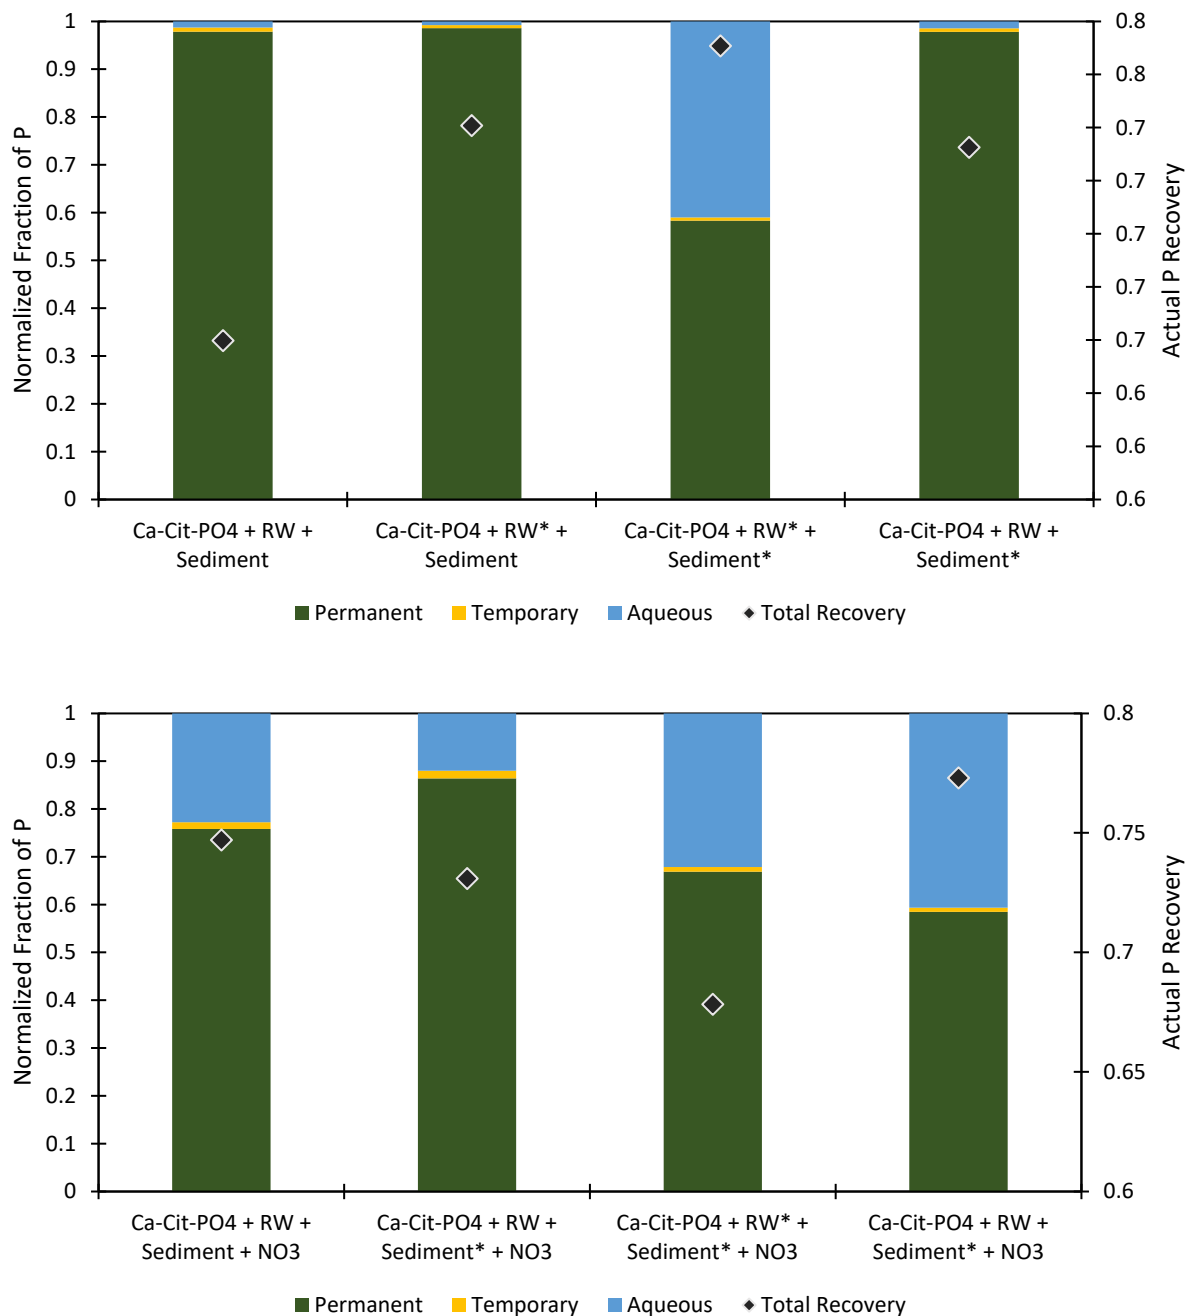 Normalized Fraction of P
1
0.9
0.8
0.7
0.6
0.5
0.4
0.3
0.2
0.1
0
0.8
0.8
0.7
0.7
0.7
0.7
0.7
0.6
0.6
0.6
Actual P Recovery
Ca-Cit-PO4 + RW +
Sediment
Ca-Cit-PO4 + RW* +
Sediment
Ca-Cit-PO4 + RW* +
Sediment*
Ca-Cit-PO4 + RW +
Sediment*
Permanent Temporary Aqueous Total Recovery
Normalized Fraction of P
1
0.9
0.8
0.7
0.6
0.5
0.4
0.3
0.2
0.1
0
0.8
0.75
0.7
0.65
0.6
Actual P Recovery
Ca-Cit-PO4 + RW +
Sediment + NO3
Ca-Cit-PO4 + RW +
Sediment* + NO3
Ca-Cit-PO4 + RW* +
Sediment* + NO3
Ca-Cit-PO4 + RW +
Sediment* + NO3
Permanent Temporary Aqueous Total Recovery